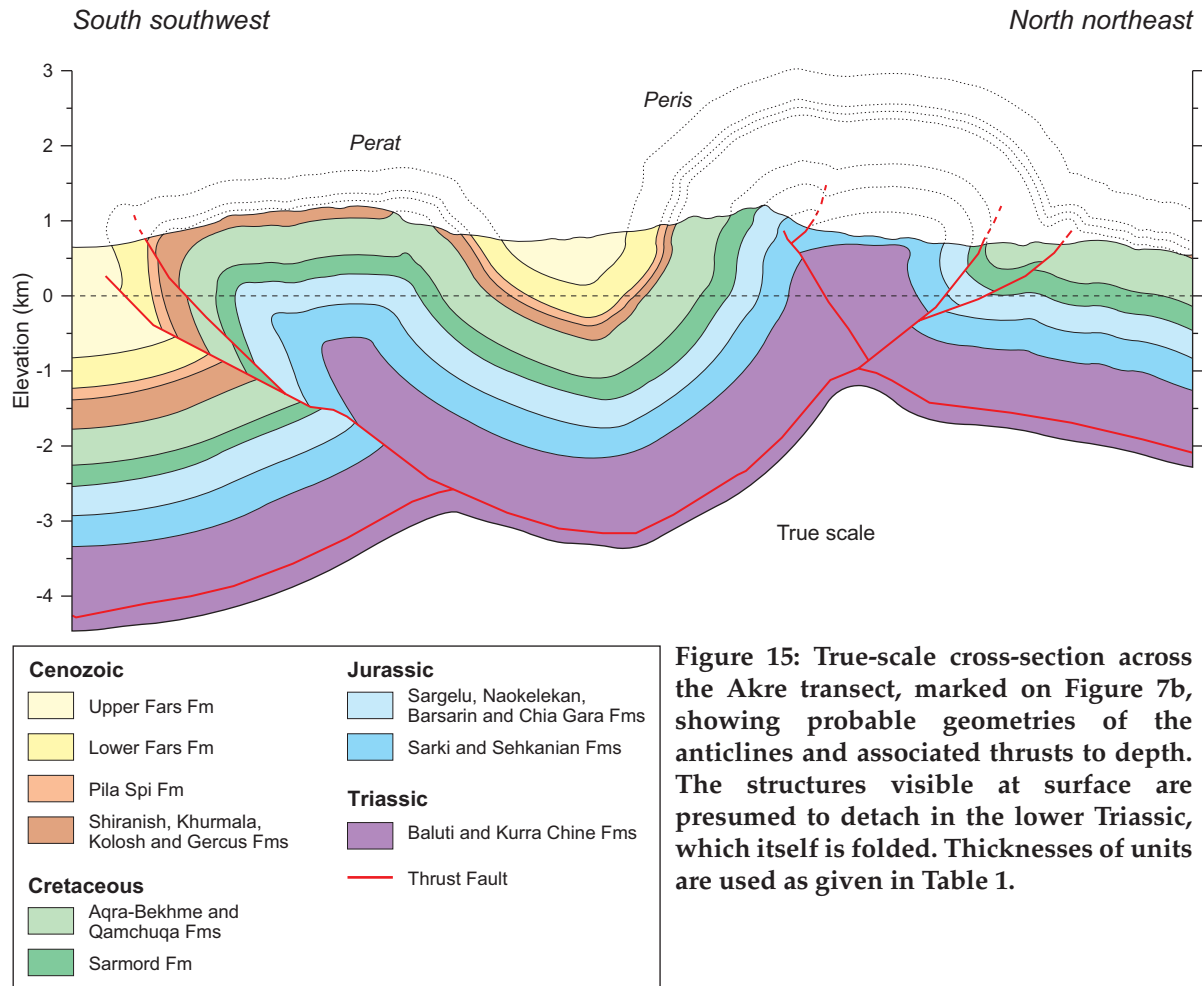 South southwest
North northeast
3
2
1
0
-1
-2
-3
-4
Elevation (km)
Perat
Peris
True scale
Cenozoic
Upper Fars Fm
Lower Fars Fm
Pila Spi Fm
Shiranish, Khurmala,
Kolosh and Gercus Fms
Cretaceous
Aqra-Bekhme and
Qamchuqa Fms
Sarmord Fm
Jurassic
Sargelu, Naokelekan,
Barsarin and Chia Gara Fms
Sarki and Sehkanian Fms
Triassic
Baluti and Kurra Chine Fms
Thrust Fault
Figure 15: True-scale cross-section across
the Akre transect, marked on Figure 7b,
showing probable geometries of the
anticlines and associated thrusts to depth.
The structures visible at surface are
presumed to detach in the lower Triassic,
which itself is folded. Thicknesses of units
are used as given in Table 1.